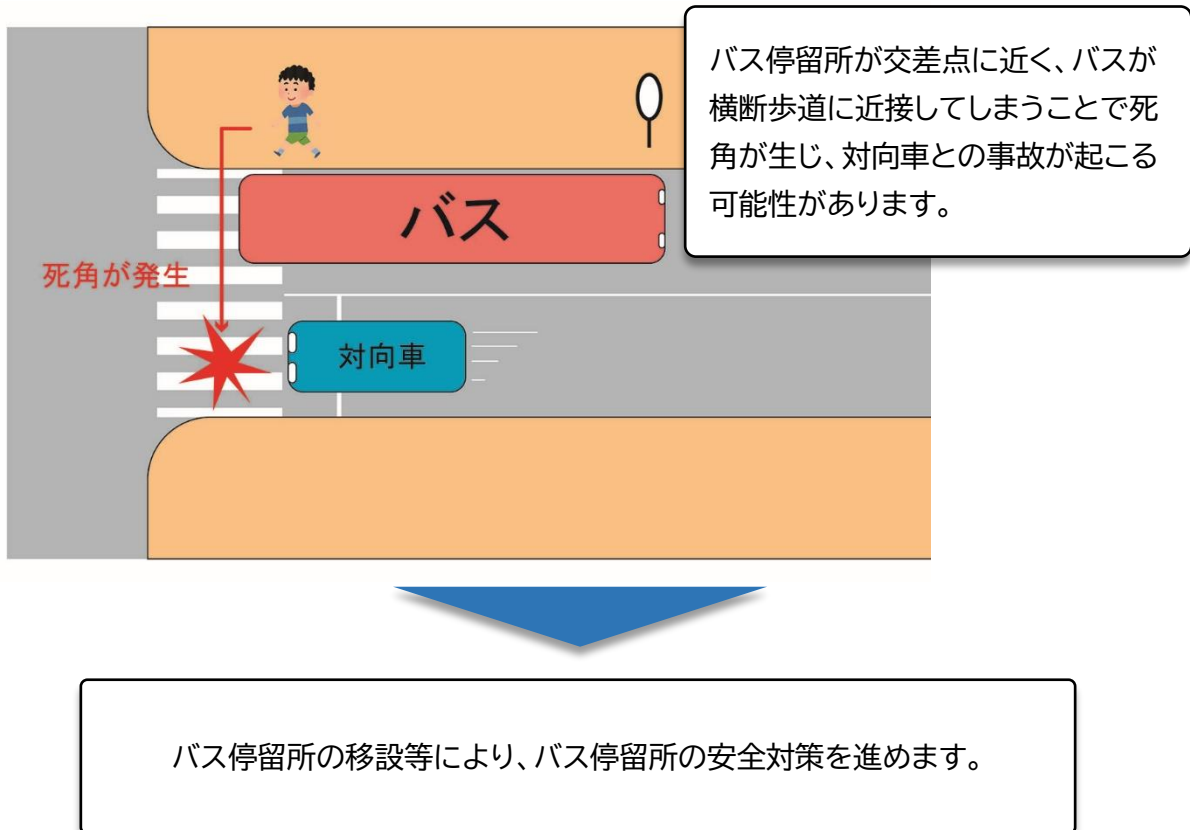 バス停留所が交差点に近く、バスが
横断歩道に近接してしまうことで死
角が生じ、対向車との事故が起こる
可能性があります。
バス
死角が発生
対向車
バス停留所の移設等により、バス停留所の安全対策を進めます。